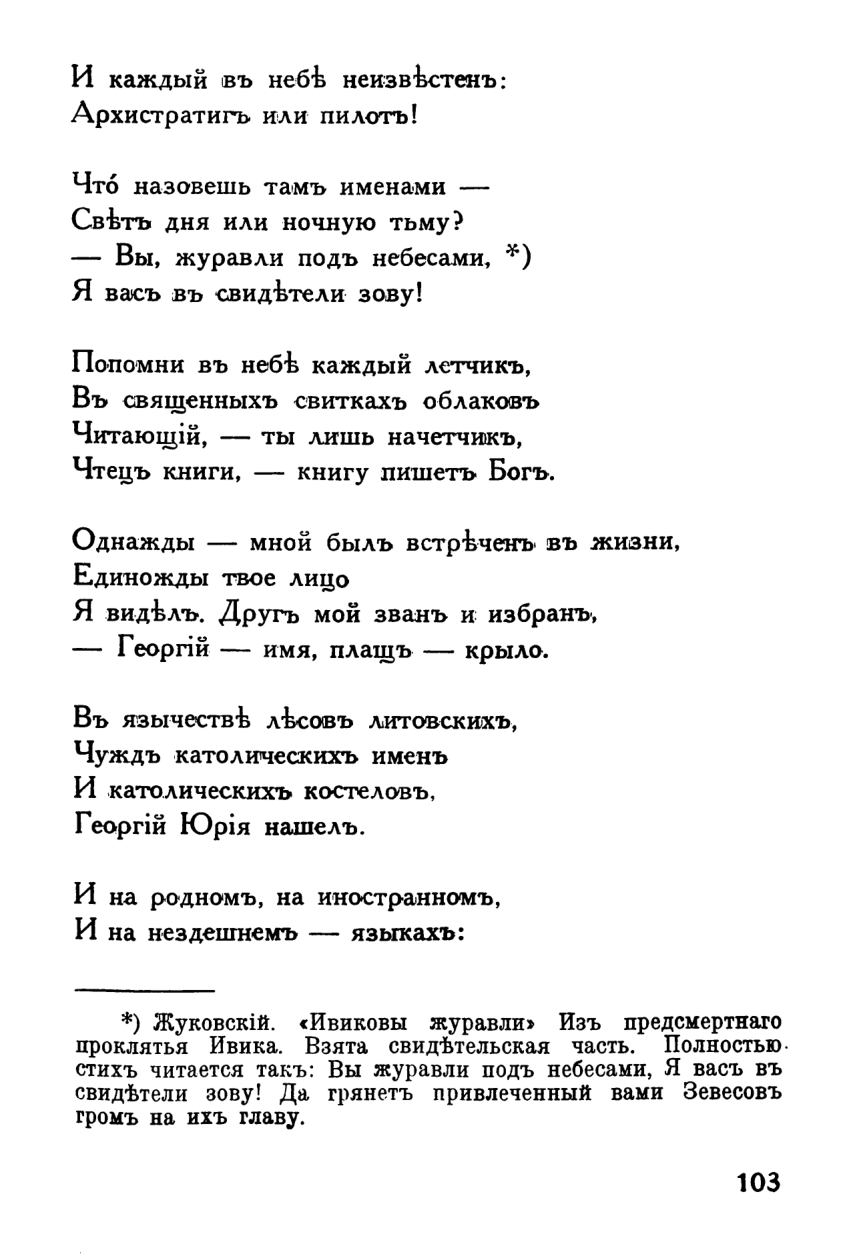 И каждый въ небѣ неизвѣстенъ:
Архистратигъ или пилотъ!
Что́ назовешь тамъ именами —
Свѣтъ дня или ночную тьму?
— Вы, журавли подъ небесами, *)
Я васъ въ свидѣтели зову!
Попомни въ небѣ каждый летчикъ,
Въ священныхъ свиткахъ облаковъ
Читающій, — ты лишь начетчикъ,
Чтецъ книги, — книгу пишетъ Богъ.
Однажды — мной былъ встрѣченъ въ жизни,
Единожды твое лицо
Я видѣлъ. Другъ мой званъ и избранъ,
— Георгій — имя, плащъ — крыло.
Въ язычествѣ лѣсовъ литовскихъ,
Чуждъ католическихъ именъ
И католическихъ костеловъ,
Георгій Юрія нашелъ.
И на родномъ, на иностранномъ,
И на нездешнемъ — языкахъ:
*) Жуковскій. «Ивиковы журавли» Изъ предсмертнаго
проклятья Ивика. Взята свидѣтельская часть. Полностью
стихъ читается такъ: Вы журавли подъ небесами, Я васъ въ
свидѣтели зову! Да грянетъ привлеченный вами Зевесовъ
громъ на ихъ главу.
103